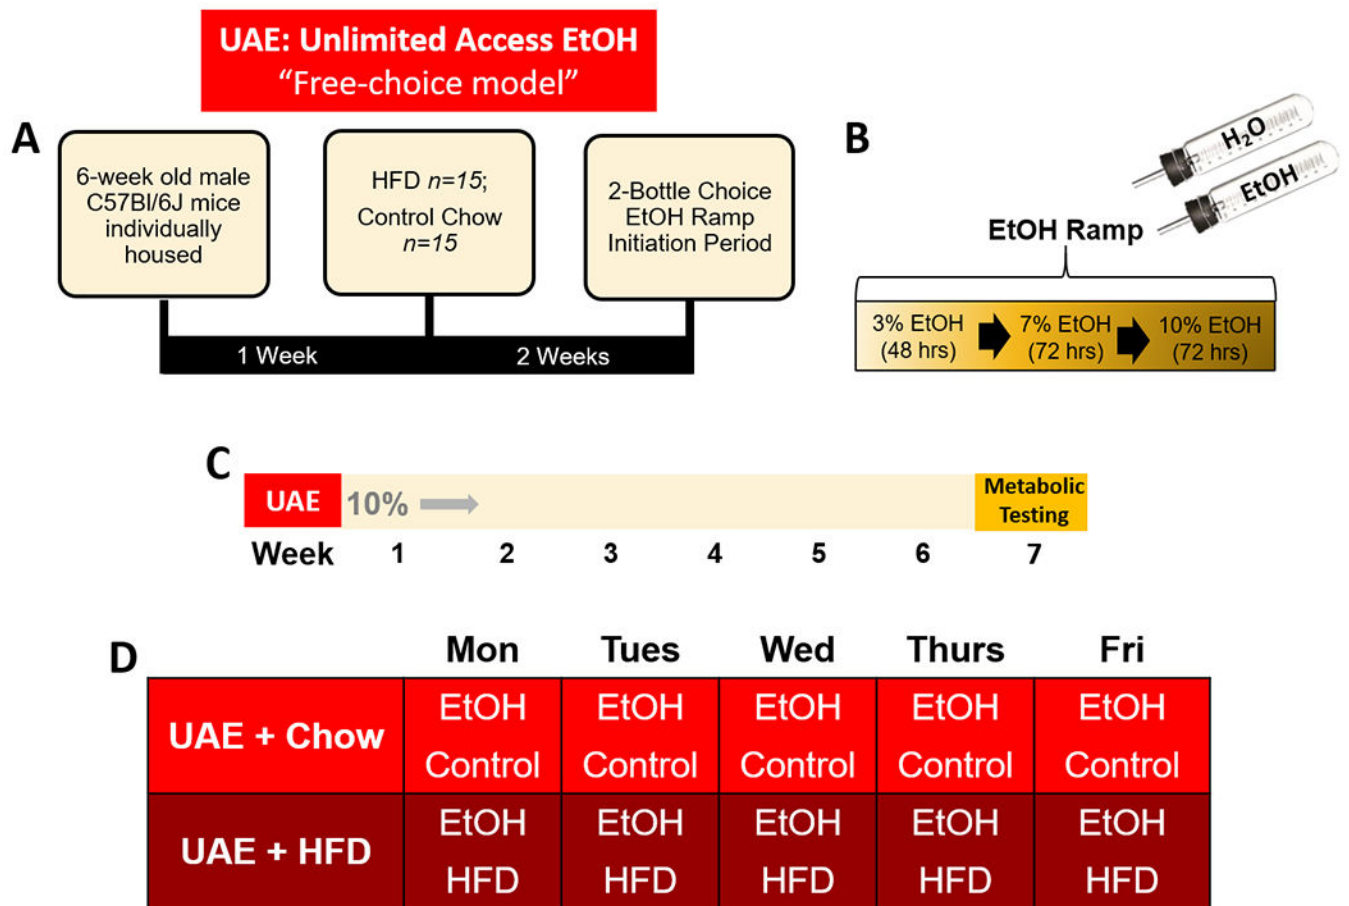 UAE: Unlimited Access EtOH
“Free-choice model”
A
6-week old male
C57Bl/6J mice
individually
housed
HFD n=15;
Control Chow
n=15
2-Bottle Choice
EtOH Ramp
Initiation Period
1 Week
2 Weeks
B
H₂O
EtOH
EtOH Ramp
3% EtOH
(48 hrs)
7% EtOH
(72 hrs)
10% EtOH
(72 hrs)
C
UAE
10%
Metabolic
Testing
Week 1 2 3 4 5 6 7
D
Mon Tues Wed Thurs Fri
UAE + Chow
EtOH EtOH EtOH EtOH EtOH
Control Control Control Control Control
UAE + HFD
EtOH EtOH EtOH EtOH EtOH
HFD HFD HFD HFD HFD